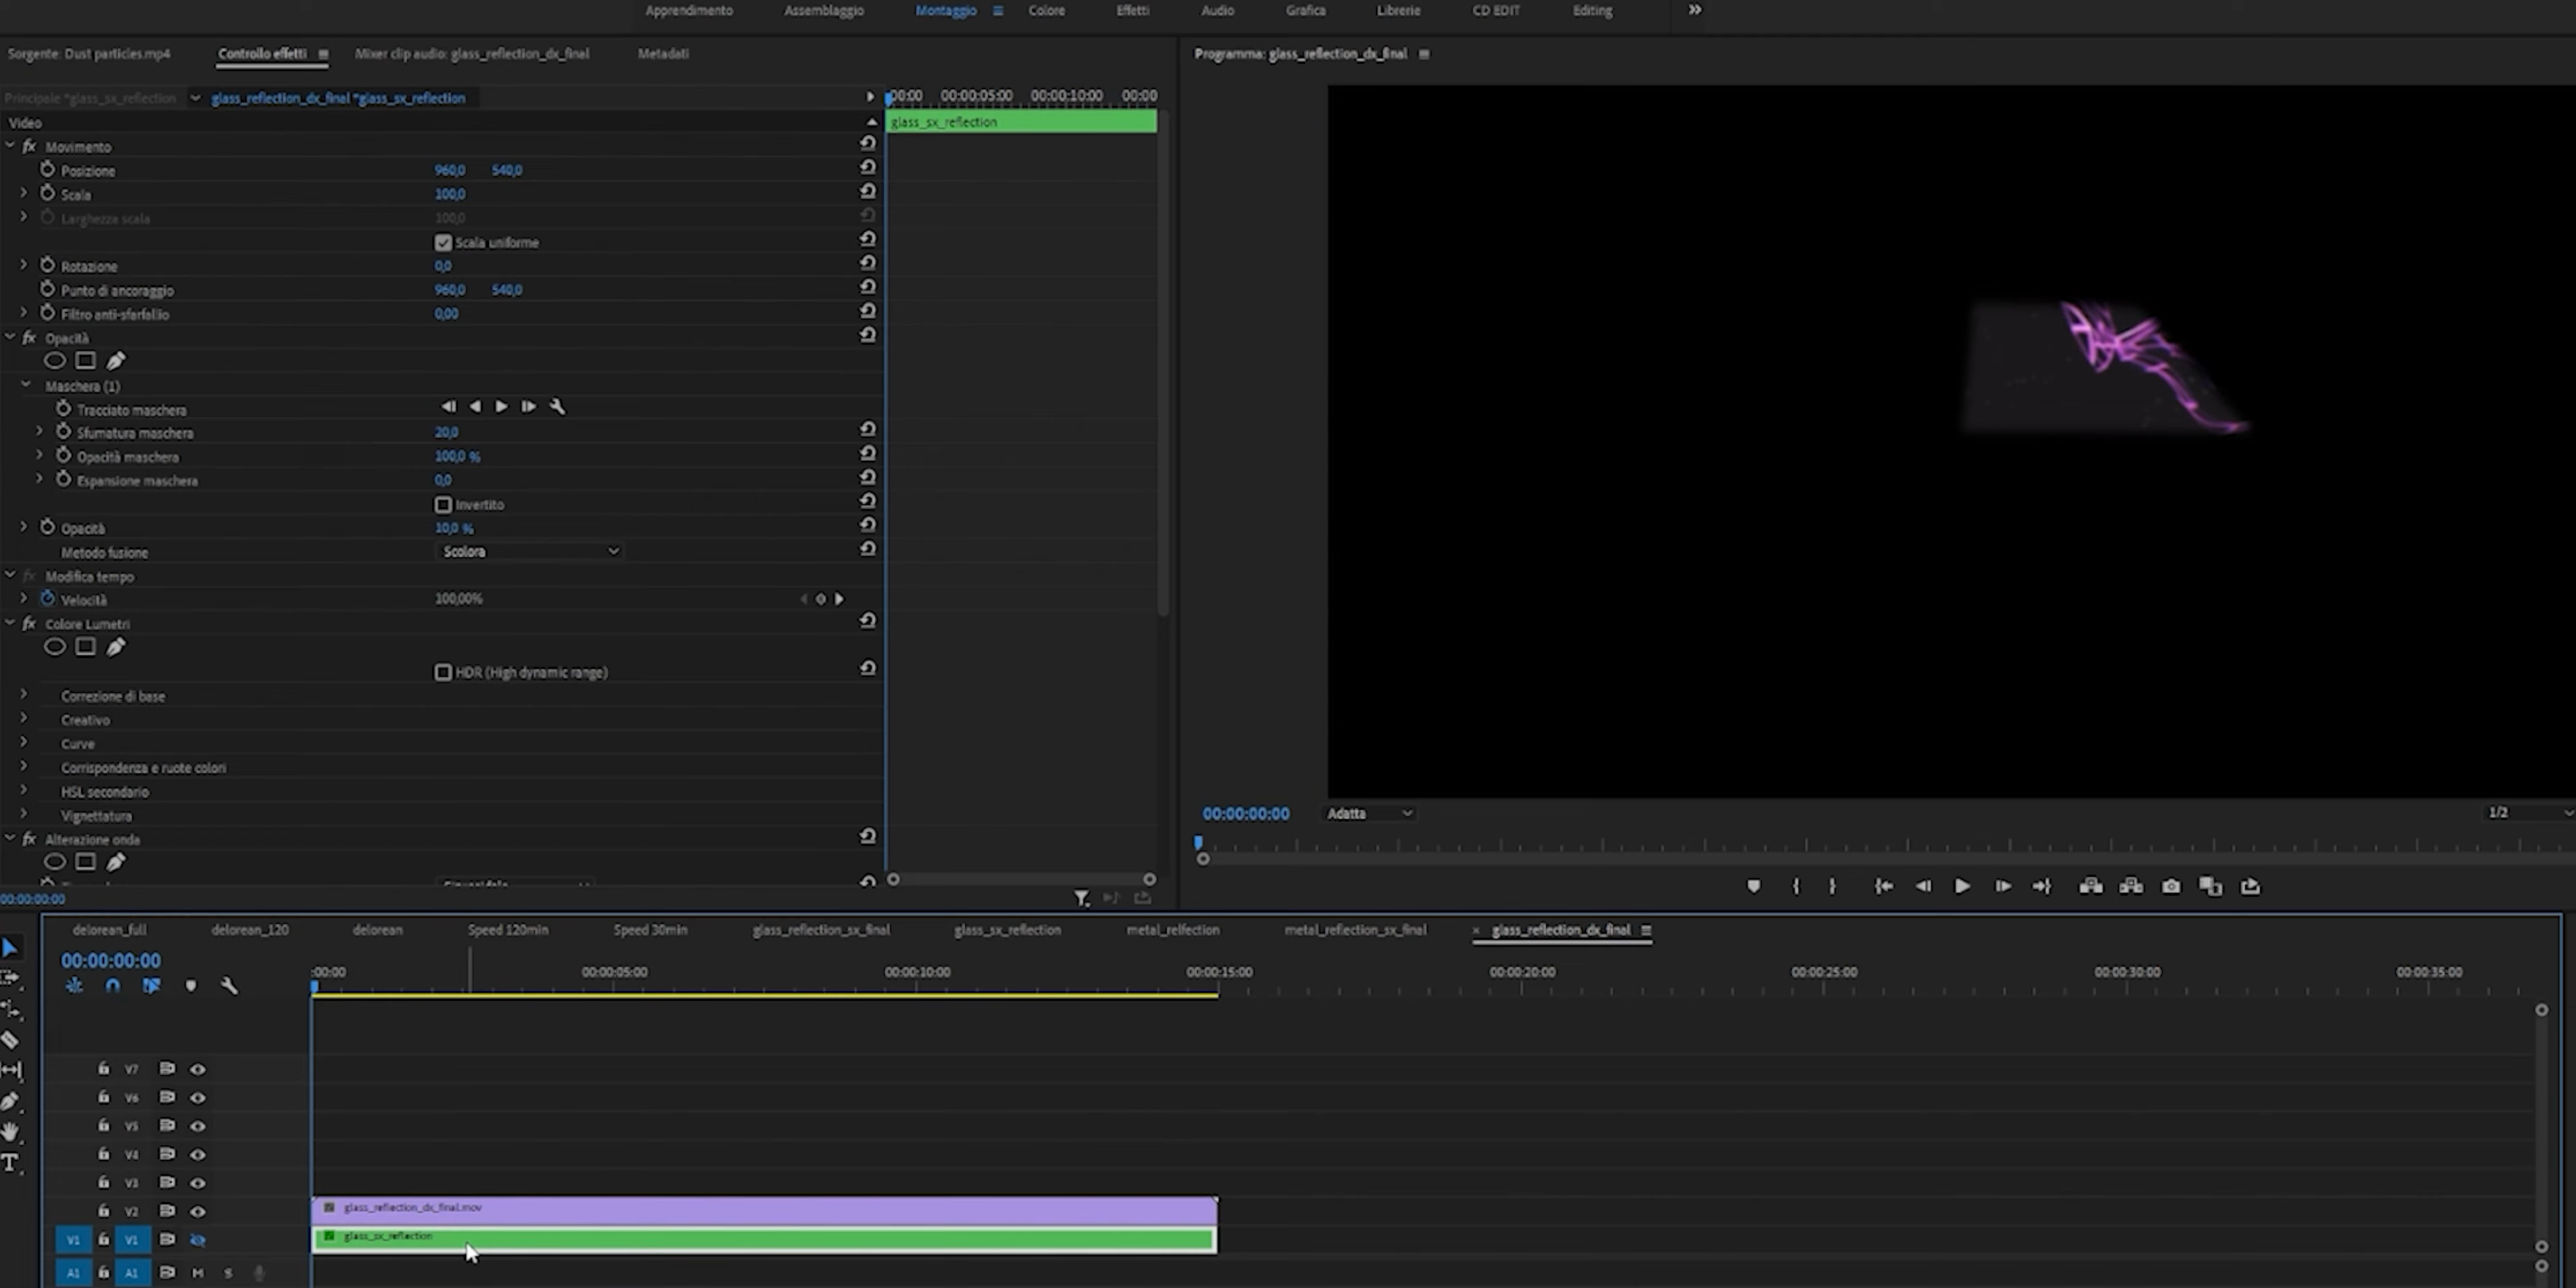 Apprendimento Assemblaggio Montaggio Colore Effetti Audio Grafica Librerie CD EDIT Editing
Sorgente: Dust particles.mp4 Controllo effetti Mixer clip audio: glass_reflection_dx_final Metadati
Programma: glass_reflection_dx_final
Principale *glass_sx_reflection glass_reflection_dx_final *glass_sx_reflection
00:00 00:00:05:00 00:00:10:00 00:00
Video
glass_sx_reflection
fx Movimento
Posizione 960,0 540,0
Scala 100,0
Larghezza scala 100,0
Scala uniforme
Rotazione 0,0
Punto di ancoraggio 960,0 540,0
Filtro anti-sfarfallio 0,00
fx Opacità
Maschera (1)
Tracciato maschera
Sfumatura maschera 20,0
Opacità maschera 100,0 %
Espansione maschera 0,0
Invertito
Opacità 10,0 %
Metodo fusione Scolora
fx Modifica tempo
Velocità 100,00%
fx Colore Lumetri
HDR (High dynamic range)
Correzione di base
Creativo
Curve
Corrispondenza e ruote colori
HSL secondario
Vignettatura
fx Alterazione onda
00:00:00:00
00:00:00:00 Adatta 1/2
delorean_full delorean_120 delorean Speed 120min Speed 30min glass_reflection_sx_final glass_sx_reflection metal_relfection metal_reflection_sx_final × glass_reflection_dx_final
00:00:00:00
:00:00 00:00:05:00 00:00:10:00 00:00:15:00 00:00:20:00 00:00:25:00 00:00:30:00 00:00:35:00
V7
V6
V5
V4
V3
V2 glass_reflection_dx_final.mov
V1 V1 glass_sx_reflection
A1 A1 M S